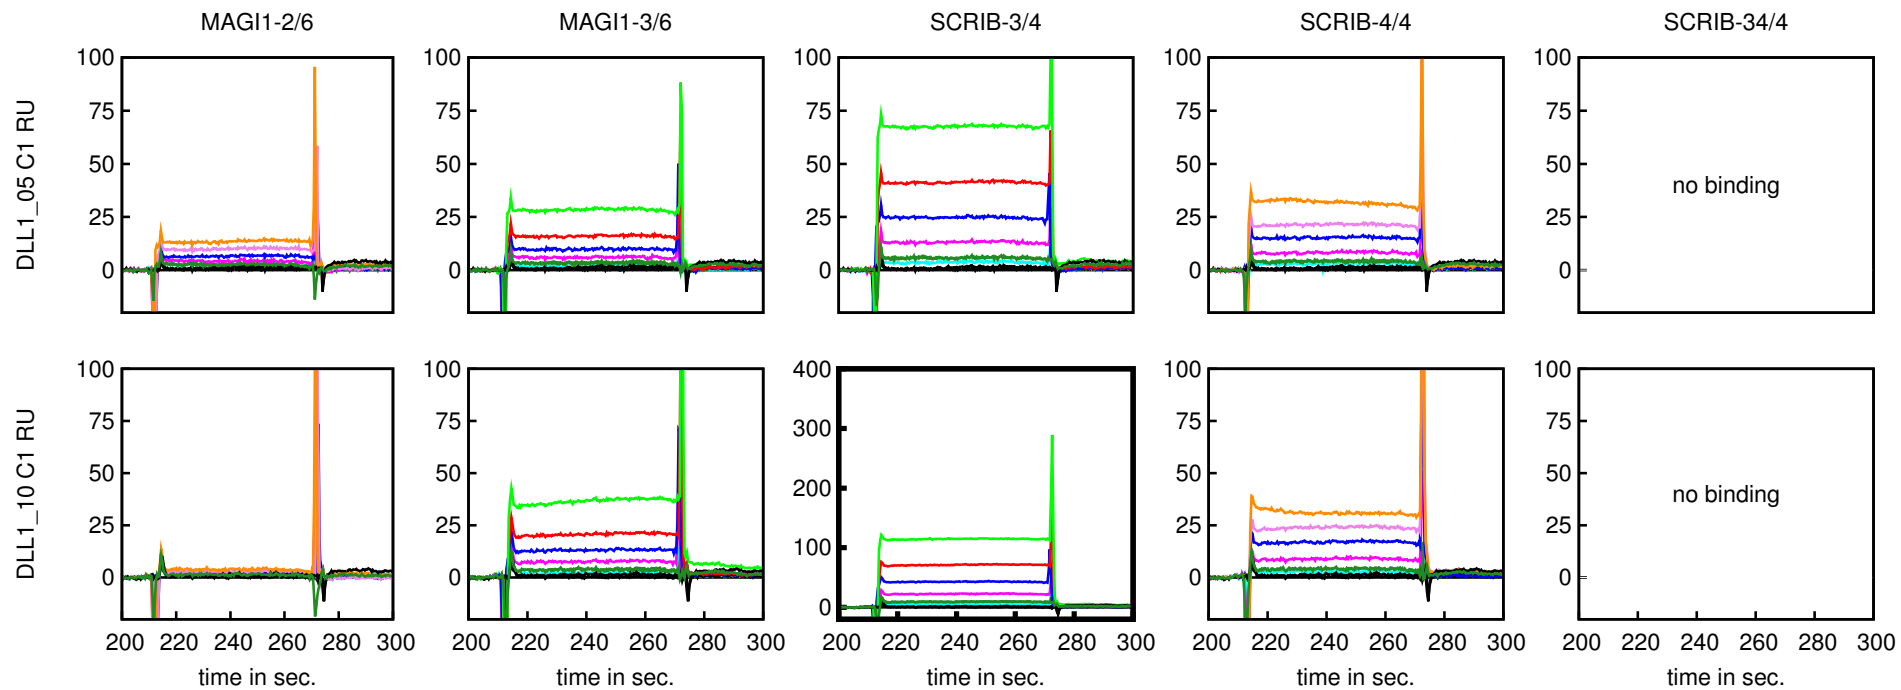 MAGI1-2/6 MAGI1-3/6 SCRIB-3/4 SCRIB-4/4 SCRIB-34/4
DLL1_05 C1 RU
100 100 100 100 100
75 75 75 75 75
50 50 50 50 50
no binding
25 25 25 25 25
0 0 0 0 0
DLL1_10 C1 RU
100 100 400 100 100
75 75 300 75 75
50 50 200 50 50
no binding
25 25 100 25 25
0 0 0 0 0
200 220 240 260 280 300 200 220 240 260 280 300 200 220 240 260 280 300 200 220 240 260 280 300 200 220 240 260 280 300
time in sec. time in sec. time in sec. time in sec. time in sec.